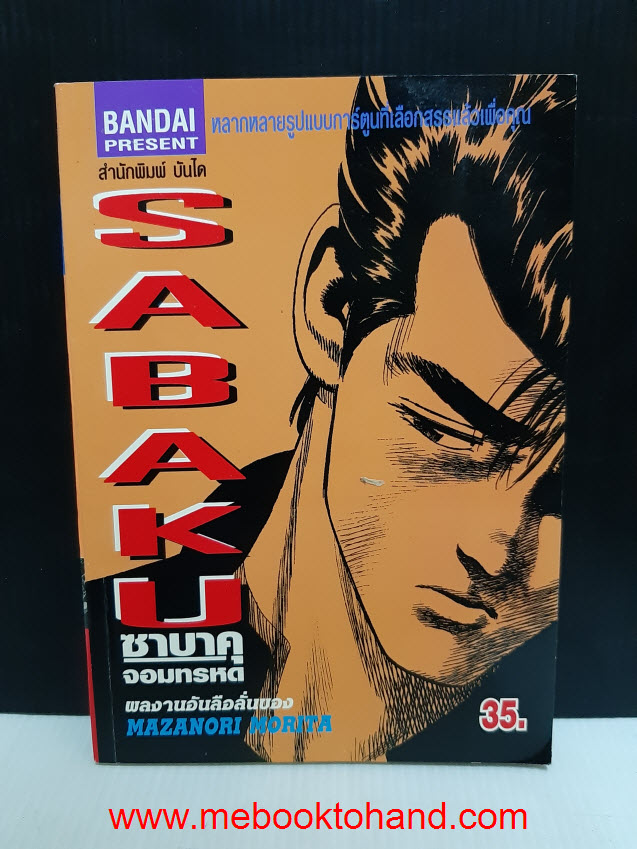 BANDAI
PRESENT
หลากหลายรูปแบบการ์ตูนที่เลือกสรรแล้วเพื่อคุณ
สำนักพิมพ์ บันได
SABAKU
ซาบาคุ
จอมทรหด
ผลงานอันลือลั่นของ
MAZANORI MORITA
35.
www.mebooktohand.com